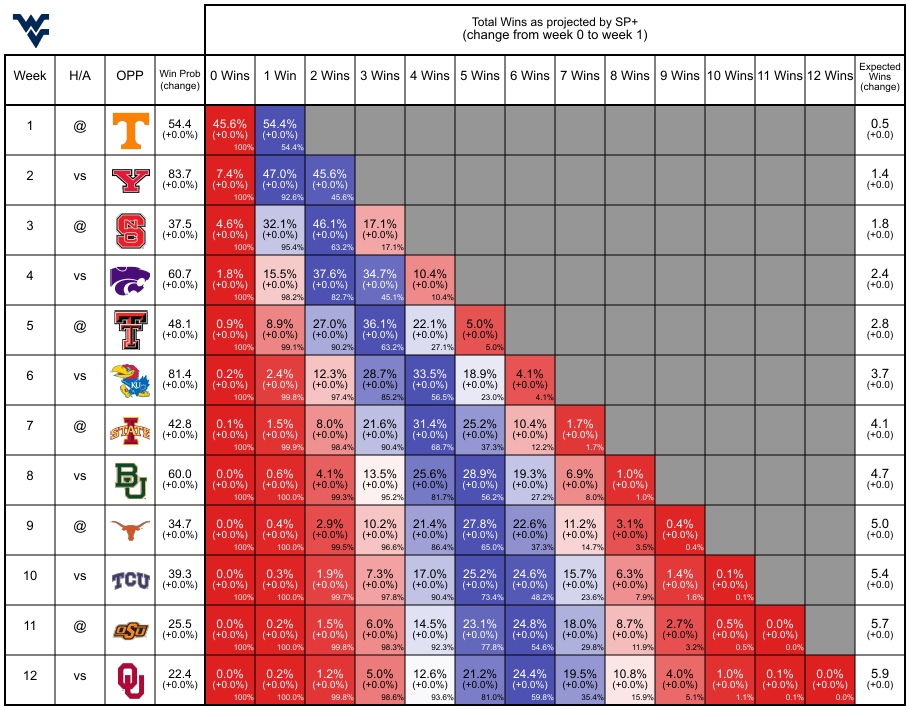 Total Wins as projected by SP+
(change from week 0 to week 1)
Week H/A OPP Win Prob (change) 0 Wins 1 Win 2 Wins 3 Wins 4 Wins 5 Wins 6 Wins 7 Wins 8 Wins 9 Wins 10 Wins 11 Wins 12 Wins Expected Wins (change)
1 @ T 54.4 45.6% 54.4% 0.5
(+0.0%) (+0.0%) (+0.0%) (+0.0)
100% 54.4%
2 vs Y 83.7 7.4% 47.0% 45.6% 1.4
(+0.0%) (+0.0%) (+0.0%) (+0.0%) (+0.0)
100% 92.6% 45.6%
3 @ NCS 37.5 4.6% 32.1% 46.1% 17.1% 1.8
(+0.0%) (+0.0%) (+0.0%) (+0.0%) (+0.0%) (+0.0)
100% 95.4% 63.2% 17.1%
4 vs 60.7 1.8% 15.5% 37.6% 34.7% 10.4% 2.4
(+0.0%) (+0.0%) (+0.0%) (+0.0%) (+0.0%) (+0.0%) (+0.0)
100% 98.2% 82.7% 45.1% 10.4%
5 @ TT 48.1 0.9% 8.9% 27.0% 36.1% 22.1% 5.0% 2.8
(+0.0%) (+0.0%) (+0.0%) (+0.0%) (+0.0%) (+0.0%) (+0.0%) (+0.0)
100% 99.1% 90.2% 63.2% 27.1% 5.0%
6 vs KU 81.4 0.2% 2.4% 12.3% 28.7% 33.5% 18.9% 4.1% 3.7
(+0.0%) (+0.0%) (+0.0%) (+0.0%) (+0.0%) (+0.0%) (+0.0%) (+0.0%) (+0.0)
100% 99.8% 97.4% 85.2% 56.5% 23.0% 4.1%
7 @ I STATE 42.8 0.1% 1.5% 8.0% 21.6% 31.4% 25.2% 10.4% 1.7% 4.1
(+0.0%) (+0.0%) (+0.0%) (+0.0%) (+0.0%) (+0.0%) (+0.0%) (+0.0%) (+0.0%) (+0.0)
100% 99.9% 98.4% 90.4% 68.7% 37.3% 12.2% 1.7%
8 vs BU 60.0 0.0% 0.6% 4.1% 13.5% 25.6% 28.9% 19.3% 6.9% 1.0% 4.7
(+0.0%) (+0.0%) (+0.0%) (+0.0%) (+0.0%) (+0.0%) (+0.0%) (+0.0%) (+0.0%) (+0.0%) (+0.0)
100% 100.0% 99.3% 95.2% 81.7% 56.2% 27.2% 8.0% 1.0%
9 @ 34.7 0.0% 0.4% 2.9% 10.2% 21.4% 27.8% 22.6% 11.2% 3.1% 0.4% 5.0
(+0.0%) (+0.0%) (+0.0%) (+0.0%) (+0.0%) (+0.0%) (+0.0%) (+0.0%) (+0.0%) (+0.0%) (+0.0%) (+0.0)
100% 100.0% 99.5% 96.6% 86.4% 65.0% 37.3% 14.7% 3.5% 0.4%
10 vs TCU 39.3 0.0% 0.3% 1.9% 7.3% 17.0% 25.2% 24.6% 15.7% 6.3% 1.4% 0.1% 5.4
(+0.0%) (+0.0%) (+0.0%) (+0.0%) (+0.0%) (+0.0%) (+0.0%) (+0.0%) (+0.0%) (+0.0%) (+0.0%) (+0.0%) (+0.0)
100% 100.0% 99.7% 97.8% 90.4% 73.4% 48.2% 23.6% 7.9% 1.6% 0.1%
11 @ OSU 25.5 0.0% 0.2% 1.5% 6.0% 14.5% 23.1% 24.8% 18.0% 8.7% 2.7% 0.5% 0.0% 5.7
(+0.0%) (+0.0%) (+0.0%) (+0.0%) (+0.0%) (+0.0%) (+0.0%) (+0.0%) (+0.0%) (+0.0%) (+0.0%) (+0.0%) (+0.0%) (+0.0)
100% 100.0% 99.8% 98.3% 92.3% 77.8% 54.6% 29.8% 11.9% 3.2% 0.5% 0.0%
12 vs OU 22.4 0.0% 0.2% 1.2% 5.0% 12.6% 21.2% 24.4% 19.5% 10.8% 4.0% 1.0% 0.1% 0.0% 5.9
(+0.0%) (+0.0%) (+0.0%) (+0.0%) (+0.0%) (+0.0%) (+0.0%) (+0.0%) (+0.0%) (+0.0%) (+0.0%) (+0.0%) (+0.0%) (+0.0%) (+0.0)
100% 100.0% 99.8% 98.6% 93.6% 81.0% 59.8% 35.4% 15.9% 5.1% 1.1% 0.1% 0.0%